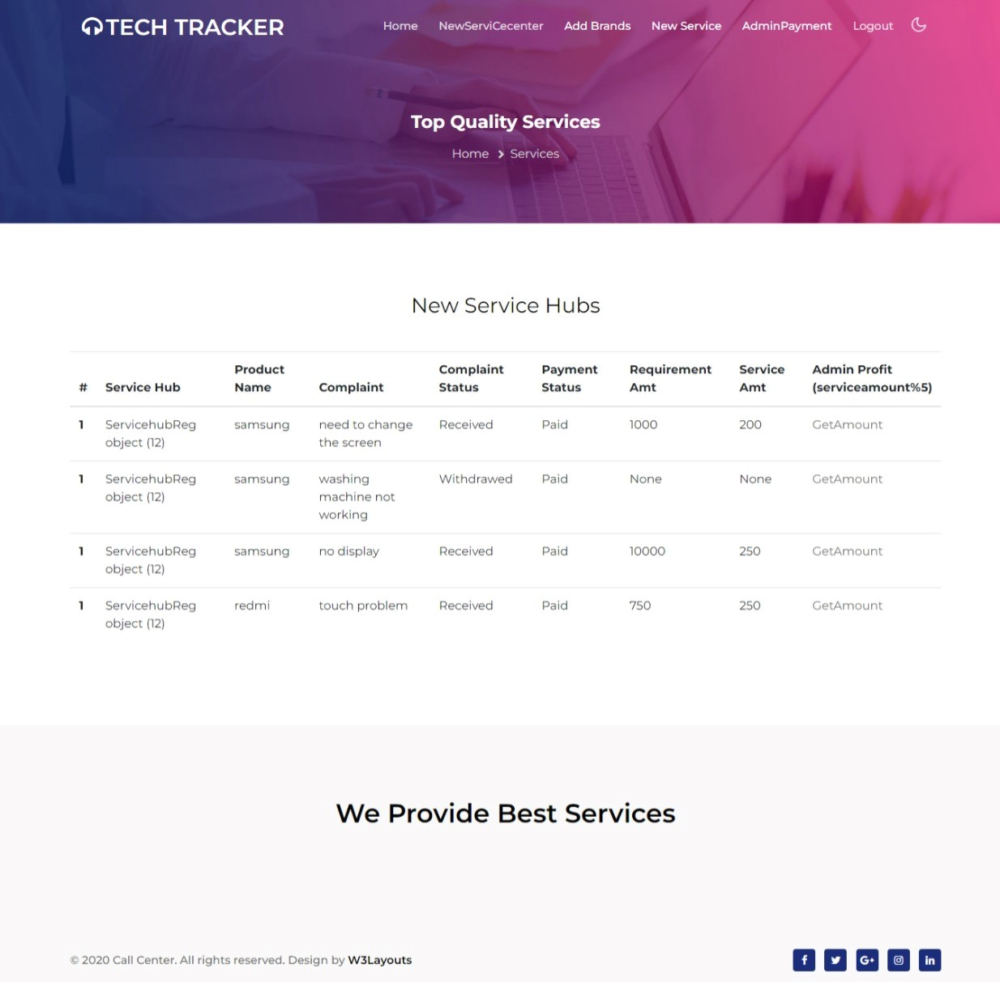 TECH TRACKER
Home NewServiCecenter Add Brands New Service AdminPayment Logout
Top Quality Services
Home Services
New Service Hubs
# Service Hub Product Name Complaint Complaint Status Payment Status Requirement Amt Service Amt Admin Profit (serviceamount%5)
1 ServicehubReg object (12) samsung need to change the screen Received Paid 1000 200 GetAmount
1 ServicehubReg object (12) samsung washing machine not working Withdrawed Paid None None GetAmount
1 ServicehubReg object (12) samsung no display Received Paid 10000 250 GetAmount
1 ServicehubReg object (12) redmi touch problem Received Paid 750 250 GetAmount
We Provide Best Services
© 2020 Call Center. All rights reserved. Design by W3Layouts